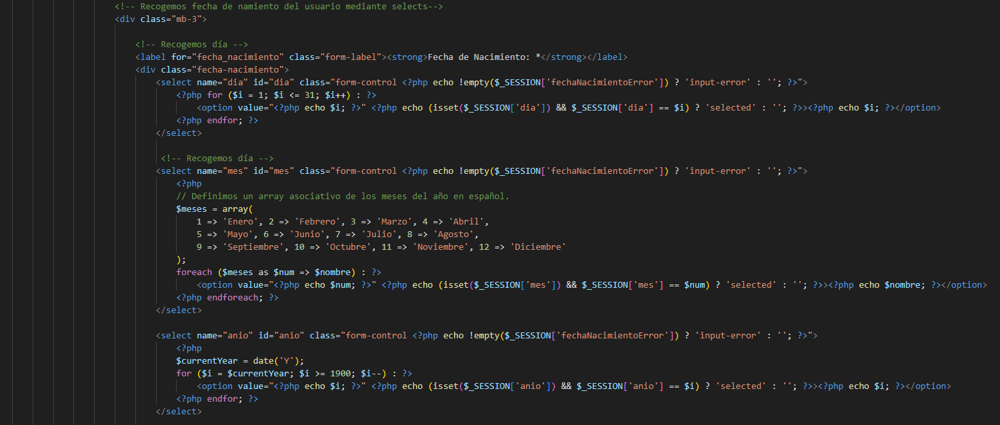 <!-- Recogemos fecha de namiento del usuario mediante selects-->
<div class="mb-3">
<!-- Recogemos día -->
<label for="fecha_nacimiento" class="form-label"><strong>Fecha de Nacimiento: *</strong></label>
<div class="fecha-nacimiento">
<select name="dia" id="dia" class="form-control <?php echo !empty($_SESSION['fechaNacimientoError']) ? 'input-error' : ''; ?>">
<?php for ($i = 1; $i <= 31; $i++) : ?>
<option value="<?php echo $i; ?>" <?php echo (isset($_SESSION['dia']) && $_SESSION['dia'] == $i) ? 'selected' : ''; ?>><?php echo $i; ?></option>
<?php endfor; ?>
</select>
<!-- Recogemos día -->
<select name="mes" id="mes" class="form-control <?php echo !empty($_SESSION['fechaNacimientoError']) ? 'input-error' : ''; ?>">
<?php
// Definimos un array asociativo de los meses del año en español.
$meses = array(
1 => 'Enero', 2 => 'Febrero', 3 => 'Marzo', 4 => 'Abril',
5 => 'Mayo', 6 => 'Junio', 7 => 'Julio', 8 => 'Agosto',
9 => 'Septiembre', 10 => 'Octubre', 11 => 'Noviembre', 12 => 'Diciembre'
);
foreach ($meses as $num => $nombre) : ?>
<option value="<?php echo $num; ?>" <?php echo (isset($_SESSION['mes']) && $_SESSION['mes'] == $num) ? 'selected' : ''; ?>><?php echo $nombre; ?></option>
<?php endforeach; ?>
</select>
<select name="anio" id="anio" class="form-control <?php echo !empty($_SESSION['fechaNacimientoError']) ? 'input-error' : ''; ?>">
<?php
$currentYear = date('Y');
for ($i = $currentYear; $i >= 1900; $i--) : ?>
<option value="<?php echo $i; ?>" <?php echo (isset($_SESSION['anio']) && $_SESSION['anio'] == $i) ? 'selected' : ''; ?>><?php echo $i; ?></option>
<?php endfor; ?>
</select>